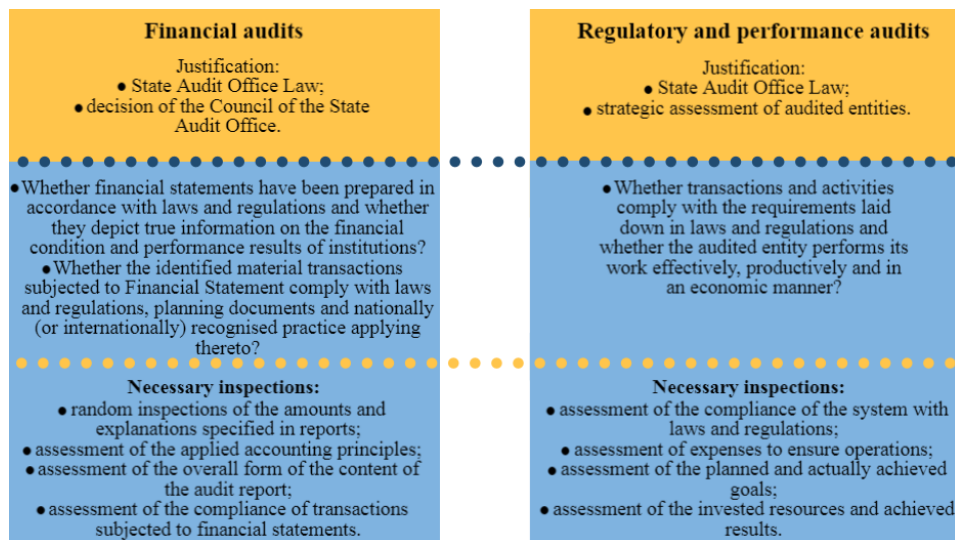 Financial audits
Justification:
● State Audit Office Law;
● decision of the Council of the State
Audit Office.
● Whether financial statements have been prepared in
accordance with laws and regulations and whether
they depict true information on the financial
condition and performance results of institutions?
● Whether the identified material transactions
subjected to Financial Statement comply with laws
and regulations, planning documents and nationally
(or internationally) recognised practice applying
thereto?
Necessary inspections:
● random inspections of the amounts and
explanations specified in reports;
● assessment of the applied accounting principles;
● assessment of the overall form of the content of
the audit report;
● assessment of the compliance of transactions
subjected to financial statements.
Regulatory and performance audits
Justification:
● State Audit Office Law;
● strategic assessment of audited entities.
● Whether transactions and activities
comply with the requirements laid
down in laws and regulations and
whether the audited entity performs its
work effectively, productively and in
an economic manner?
Necessary inspections:
● assessment of the compliance of the system with
laws and regulations;
● assessment of expenses to ensure operations;
● assessment of the planned and actually achieved
goals;
● assessment of the invested resources and achieved
results.